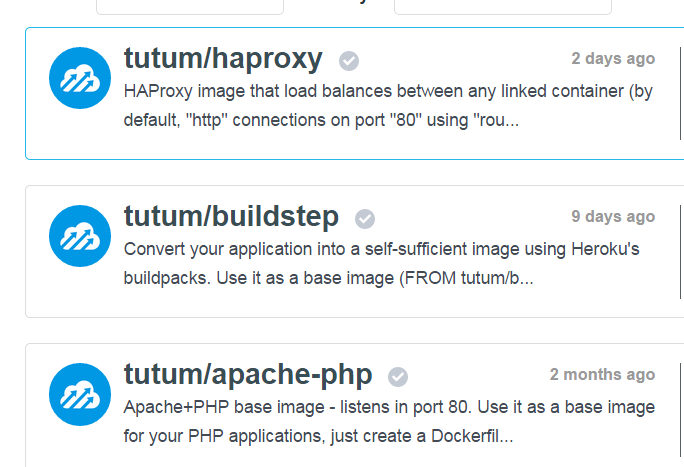 tutum/haproxy
2 days ago
HAProxy image that load balances between any linked container (by
default, "http" connections on port "80" using "rou...
tutum/buildstep
9 days ago
Convert your application into a self-sufficient image using Heroku's
buildpacks. Use it as a base image (FROM tutum/b...
tutum/apache-php
2 months ago
Apache+PHP base image - listens in port 80. Use it as a base image
for your PHP applications, just create a Dockerfil...